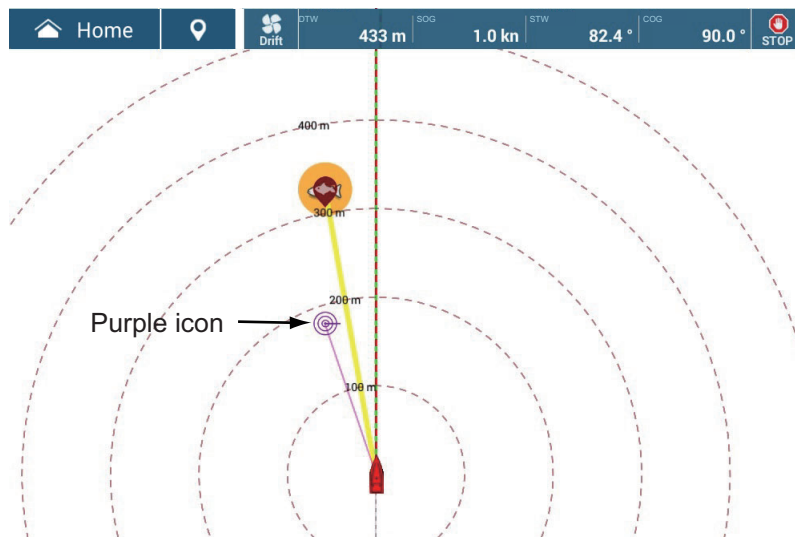 Home
Drift
DTW
433 m
SOG
1.0 kn
STW
82.4 °
COG
90.0 °
STOP
400 m
300 m
200 m
Purple icon
100 m